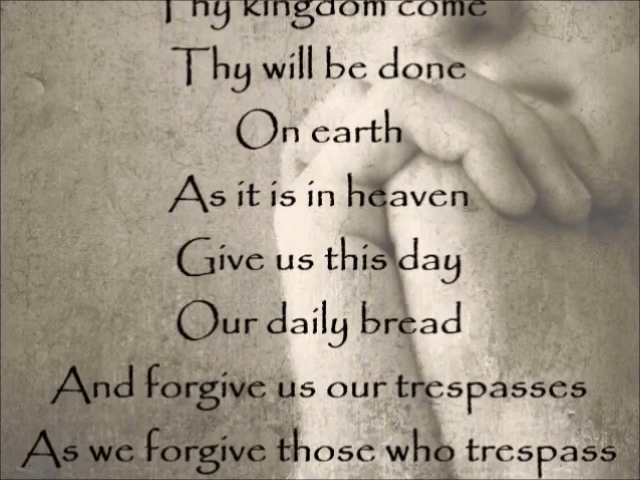 Thy kingdom come
Thy will be done
On earth
As it is in heaven
Give us this day
Our daily bread
And forgive us our trespasses
As we forgive those who trespass